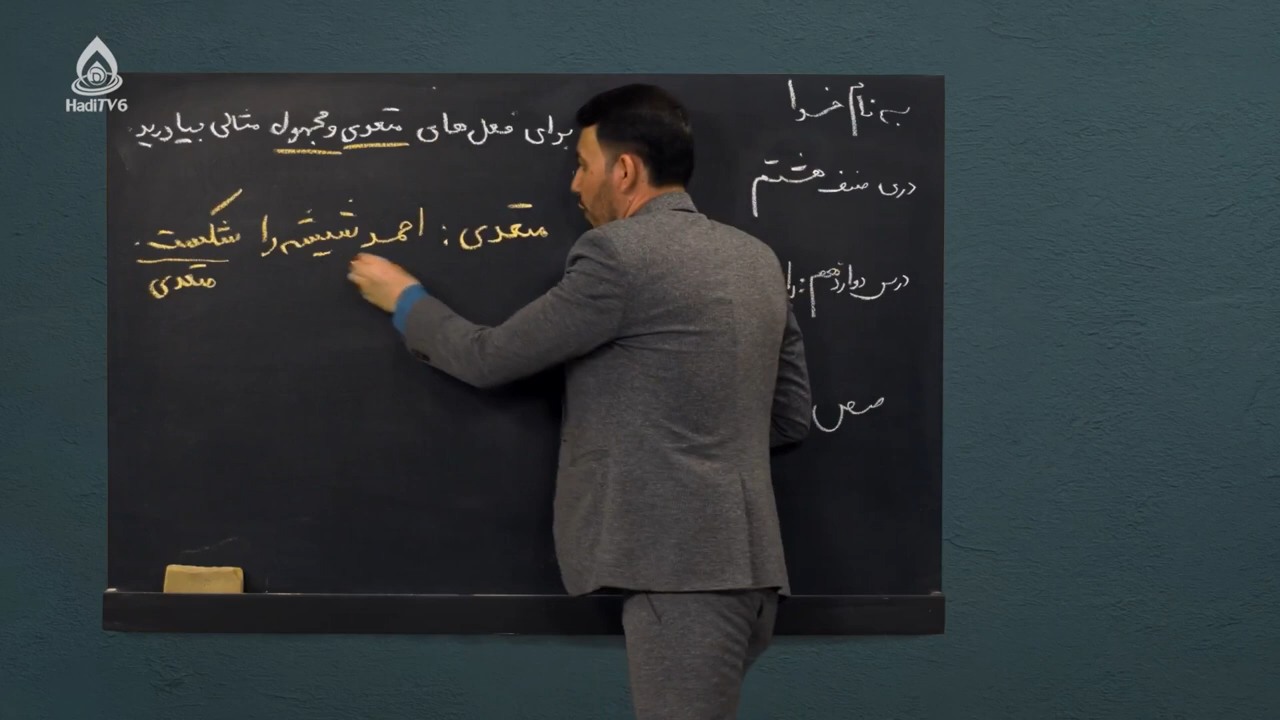 HadiTV6
به نام خدا
دری صنف هشتم
درس دوازدهم:
برای فعل‌های متعدی و مجهول مثالی بیاورید.
متعدی: احمد شیشه را شکست.
متعدی